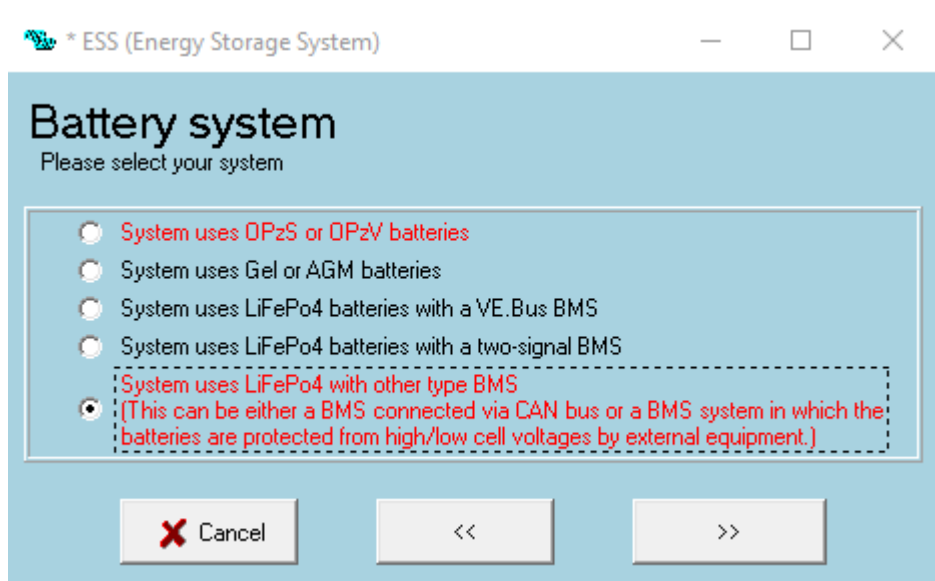 * ESS (Energy Storage System)
Battery system
Please select your system
System uses OPzS or OPzV batteries
System uses Gel or AGM batteries
System uses LiFePo4 batteries with a VE.Bus BMS
System uses LiFePo4 batteries with a two-signal BMS
System uses LiFePo4 with other type BMS
(This can be either a BMS connected via CAN bus or a BMS system in which the
batteries are protected from high/low cell voltages by external equipment.)
Cancel
<<
>>